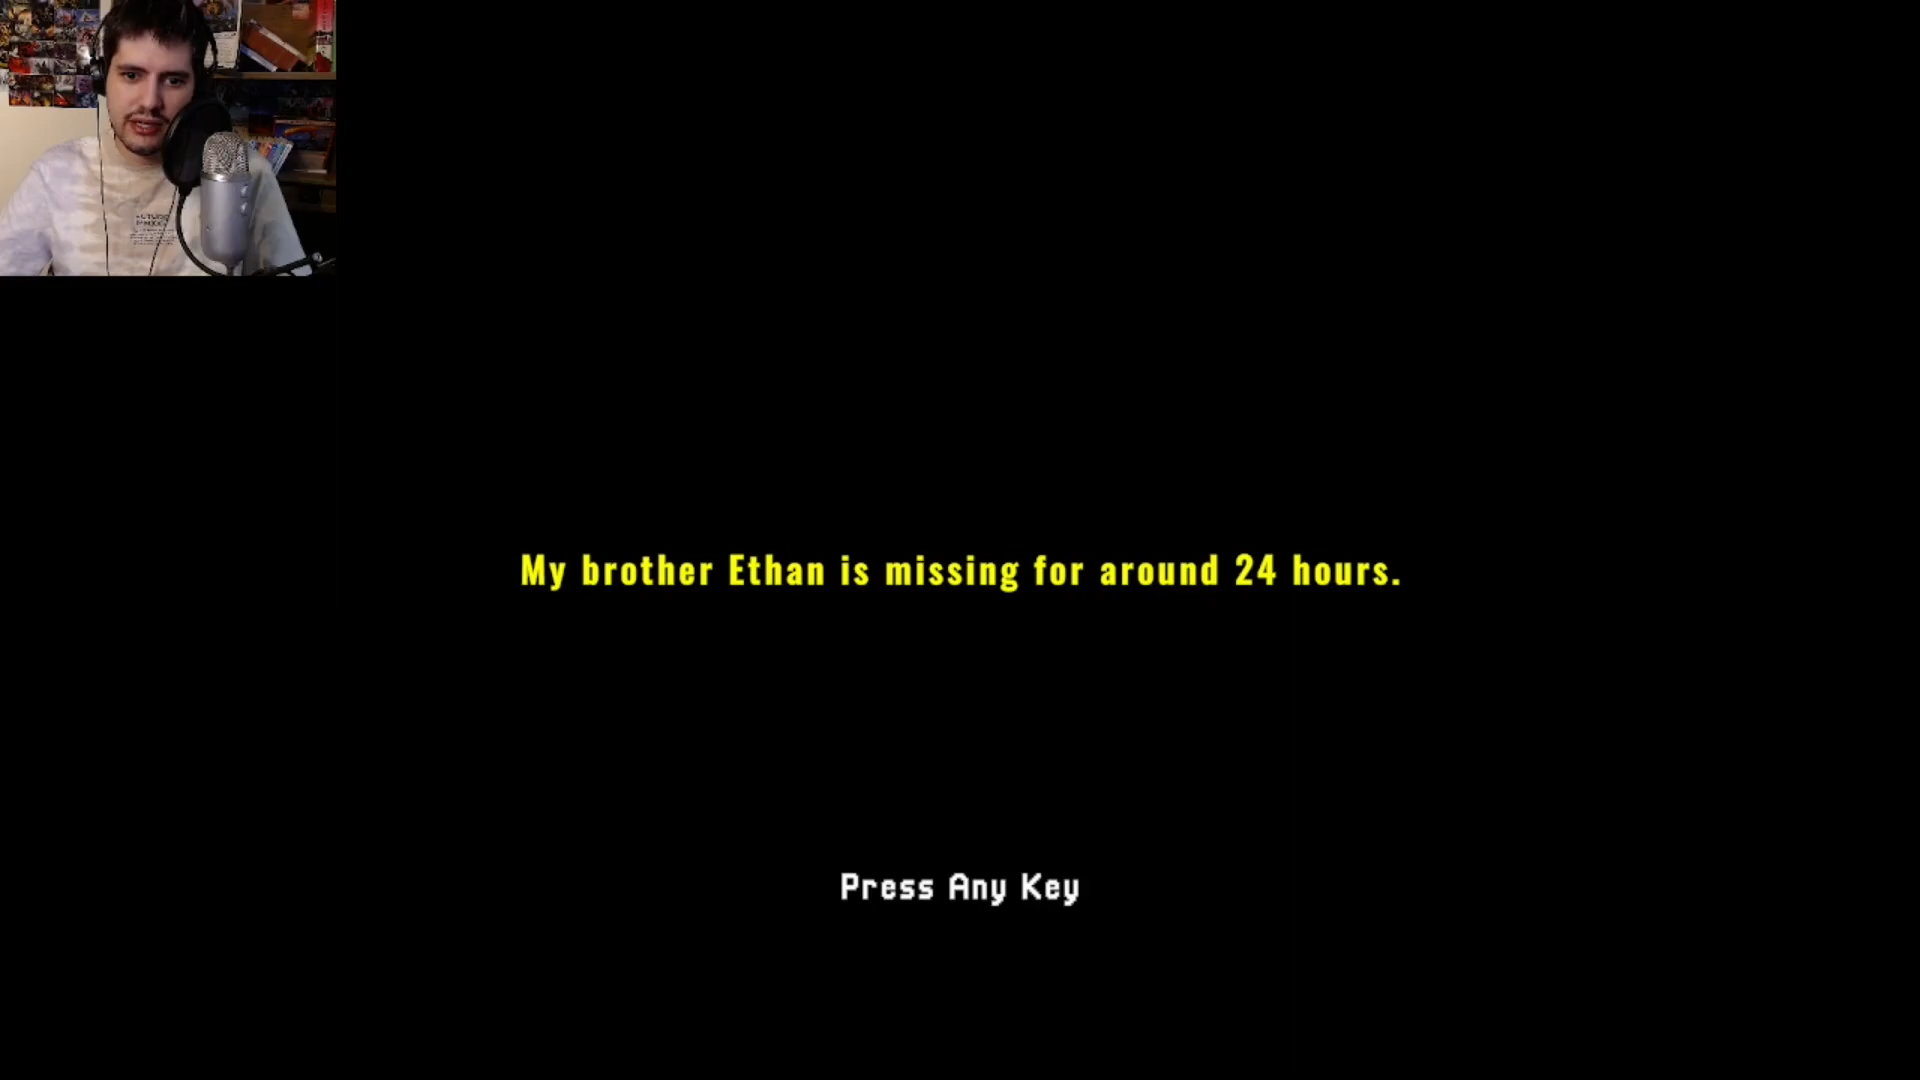 My brother Ethan is missing for around 24 hours.
Press Any Key